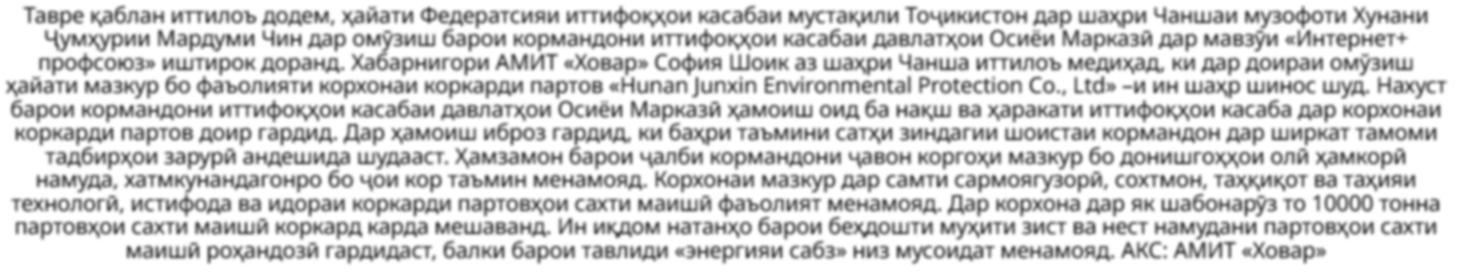 Тавре қаблан иттилоъ додем, ҳайати Федератсияи иттифоқҳои касабаи мустақили Тоҷикистон дар шаҳри Чаншаи музофоти Хунани
Ҷумҳурии Мардуми Чин дар омӯзиш барои кормандони иттифоқҳои касабаи давлатҳои Осиёи Марказӣ дар мавзӯи «Интернет+
профсоюз» иштирок доранд. Хабарнигори АМИТ «Ховар» София Шоик аз шаҳри Чанша иттилоъ медиҳад, ки дар доираи омӯзиш
ҳайати мазкур бо фаъолияти корхонаи коркарди партов «Hunan Junxin Environmental Protection Co., Ltd» –и ин шаҳр шинос шуд. Нахуст
барои кормандони иттифоқҳои касабаи давлатҳои Осиёи Марказӣ ҳамоиш оид ба нақш ва ҳаракати иттифоқҳои касаба дар корхонаи
коркарди партов доир гардид. Дар ҳамоиш иброз гардид, ки баҳри таъмини сатҳи зиндагии шоистаи кормандон дар ширкат тамоми
тадбирҳои зарурӣ андешида шудааст. Ҳамзамон барои ҷалби кормандони ҷавон коргоҳи мазкур бо донишгоҳҳои олӣ ҳамкорӣ
намуда, хатмкунандагонро бо ҷои кор таъмин менамояд. Корхонаи мазкур дар самти сармоягузорӣ, сохтмон, таҳқиқот ва таҳияи
технологӣ, истифода ва идораи коркарди партовҳои сахти маишӣ фаъолият менамояд. Дар корхона дар як шабонарӯз то 10000 тонна
партовҳои сахти маишӣ коркард карда мешаванд. Ин иқдом натанҳо барои беҳдошти муҳити зист ва нест намудани партовҳои сахти
маишӣ роҳандозӣ гардидаст, балки барои тавлиди «энергияи сабз» низ мусоидат менамояд. АКС: АМИТ «Ховар»